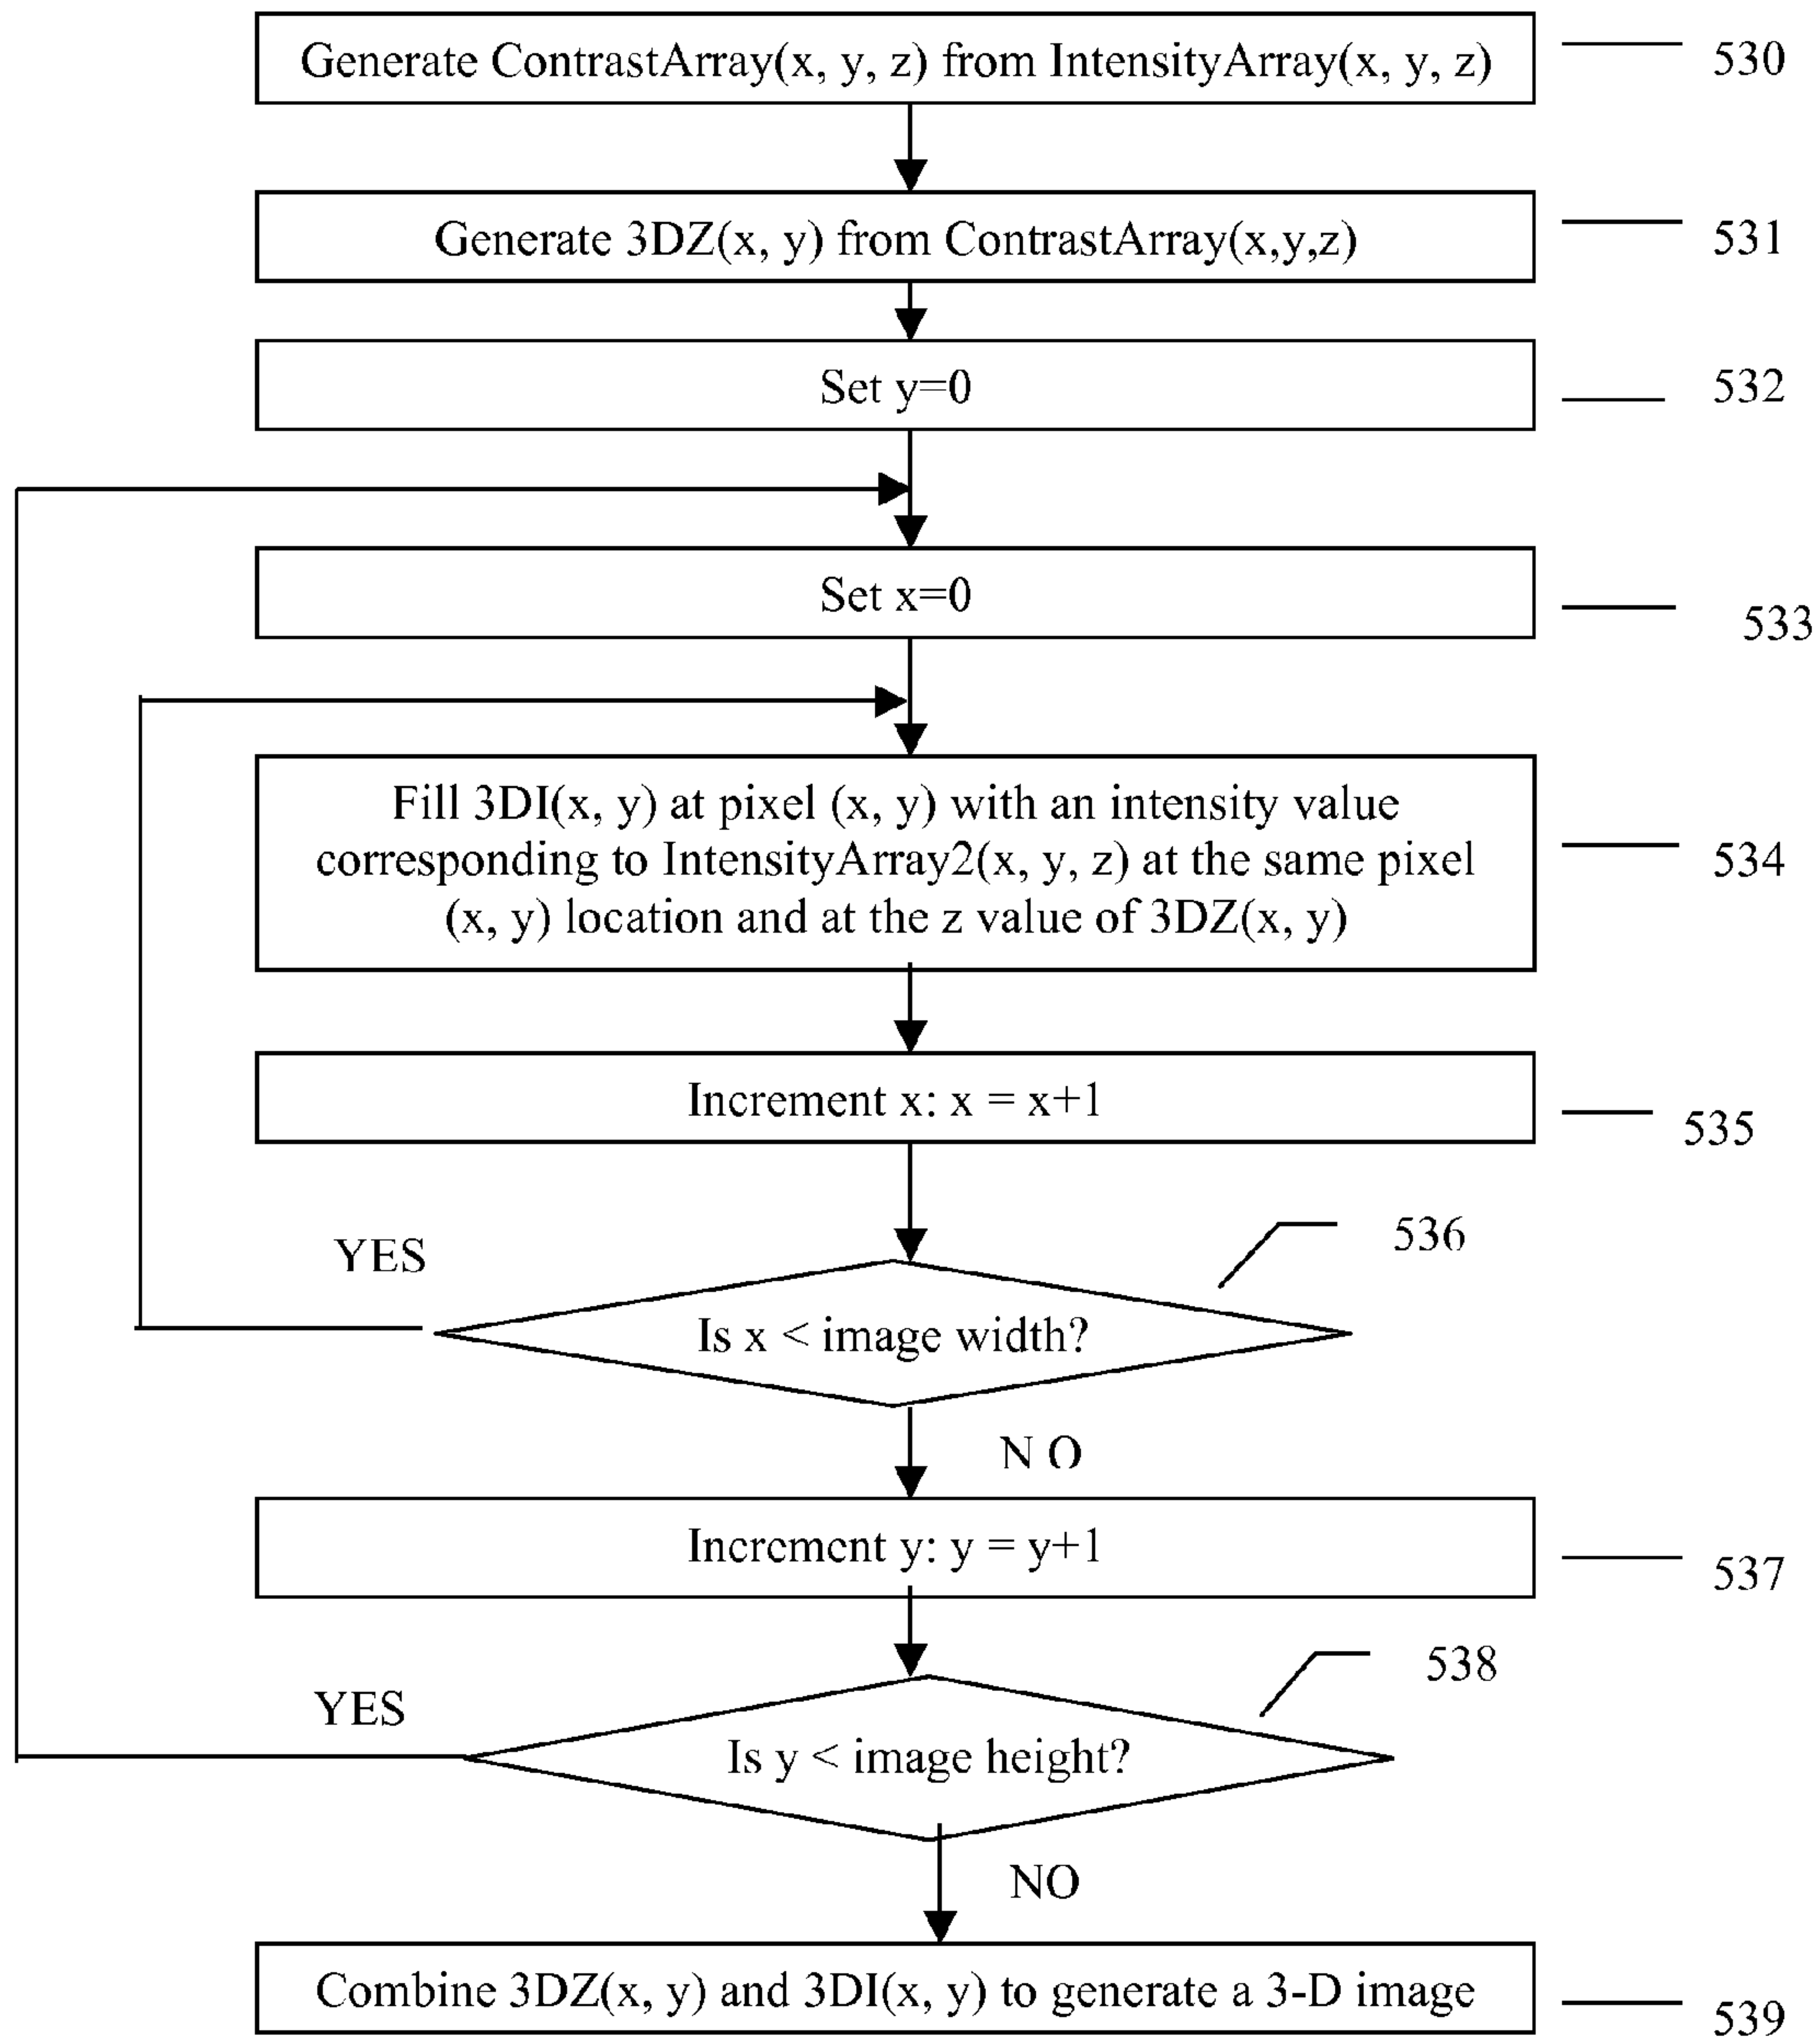 Generate ContrastArray(x, y, z) from IntensityArray(x, y, z)
530
Generate 3DZ(x, y) from ContrastArray(x,y,z)
531
Set y=0
532
Set x=0
533
Fill 3DI(x, y) at pixel (x, y) with an intensity value
corresponding to IntensityArray2(x, y, z) at the same pixel
(x, y) location and at the z value of 3DZ(x, y)
534
Increment x: x = x+1
535
536
YES
Is x < image width?
N O
Increment y: y = y+1
537
538
YES
Is y < image height?
NO
Combine 3DZ(x, y) and 3DI(x, y) to generate a 3-D image
539